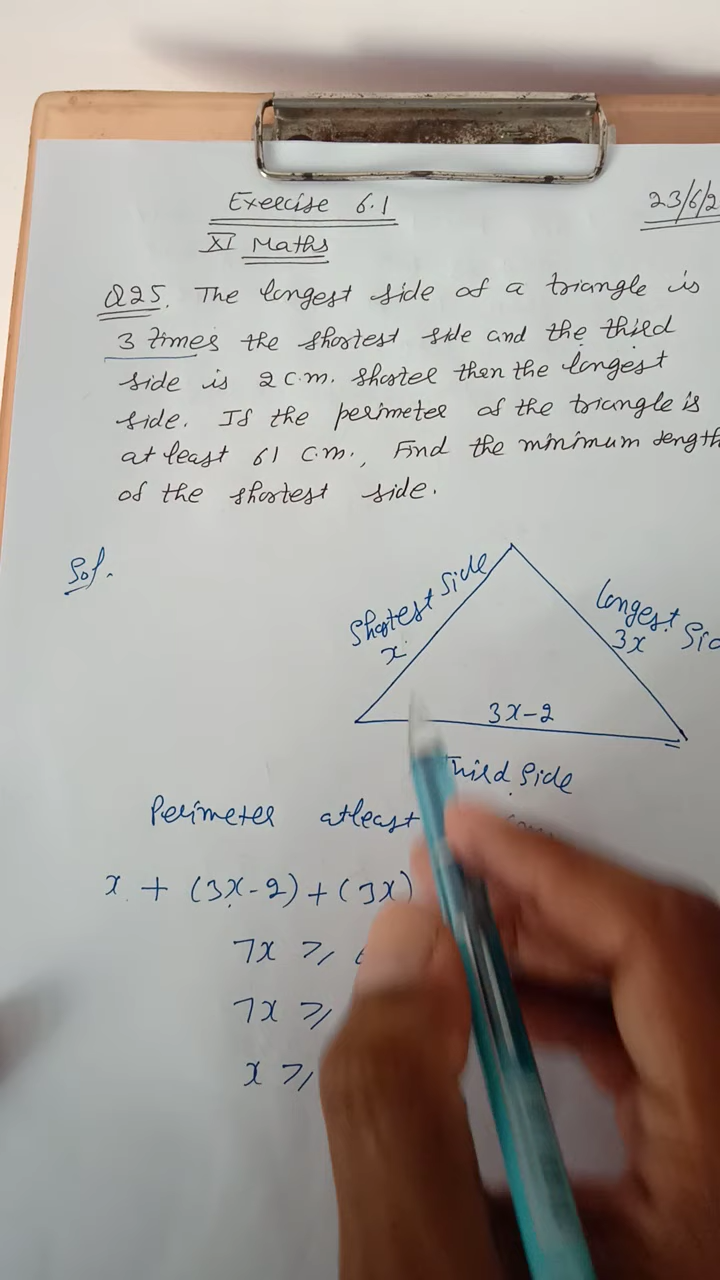 Exercise 6.1
23/6/2
XI Maths
Q25. The longest side of a triangle is
3 times the shortest side and the third
side is 2 c.m. shorter then the longest
side. If the perimeter of the triangle is
at least 61 c.m., Find the minimum length
of the shortest side.
Sol.
Shortest Side
x
Longest Sid
3x
3x-2
Third Side
Perimeter atleast
x + (3x-2) + (3x)
7x ≥
7x ≥
x ≥